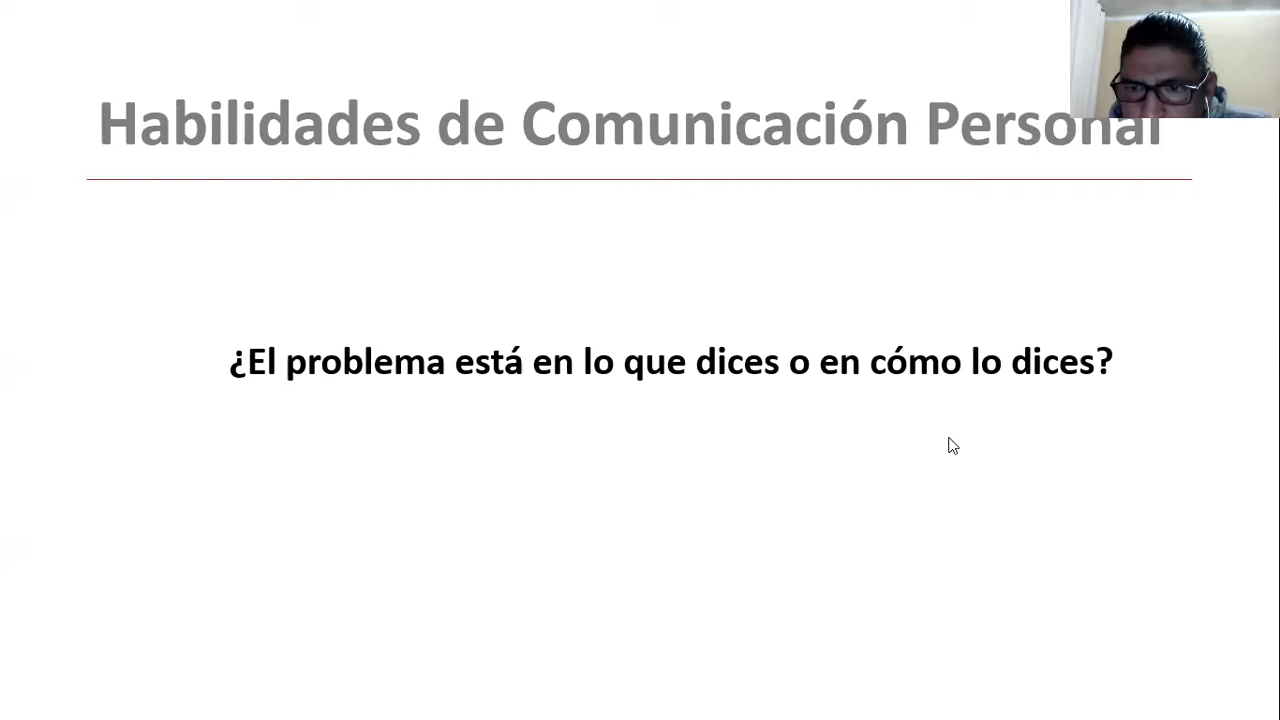 Habilidades de Comunicación Personal
¿El problema está en lo que dices o en cómo lo dices?